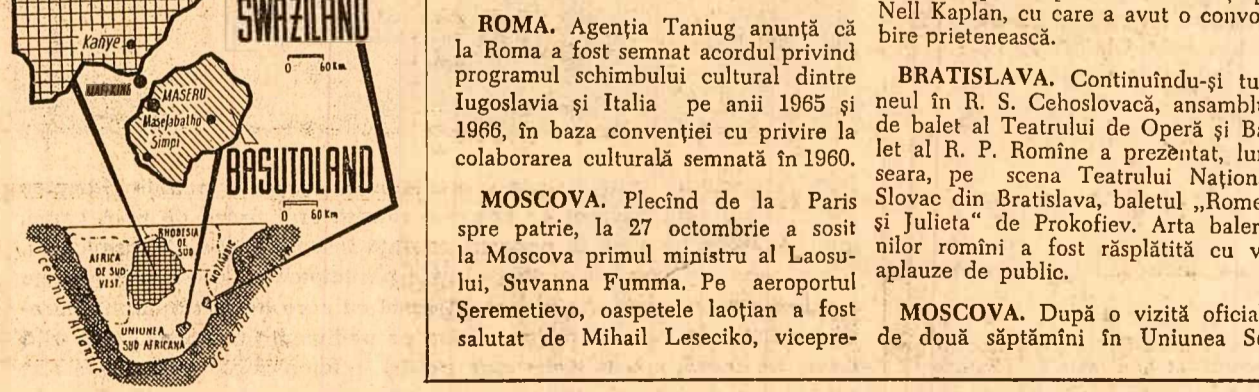 SWAZILAND
Kanye
0 60 Km
MAFEKING
MASERU
Masejabatho
Simpi
BASUTOLAND
0 60 Km
RHODESIA
DE
SUD
AFRICA
DE SUD
VEST
MOZAMBIC
UNIUNEA
SUD AFRICANĂ
Oceanul Atlantic
Oceanul
ROMA. Agenția Taniug anunță că
la Roma a fost semnat acordul privind
programul schimbului cultural dintre
Iugoslavia și Italia pe anii 1965 și
1966, în baza convenției cu privire la
colaborarea culturală semnată în 1960.
MOSCOVA. Plecînd de la Paris
spre patrie, la 27 octombrie a sosit
la Moscova primul ministru al Laosu-
lui, Suvanna Fumma. Pe aeroportul
Șeremetievo, oaspetele laoțian a fost
salutat de Mihail Leseciko, vicepre-
Nell Kaplan, cu care a avut o convo
bire prietenească.
BRATISLAVA. Continuîndu-și tu
neul în R. S. Cehoslovacă, ansambl
de balet al Teatrului de Operă și Ba
let al R. P. Romîne a prezentat, lu
seara, pe scena Teatrului Națion
Slovac din Bratislava, baletul „Rome
și Julieta“ de Prokofiev. Arta baler
nilor romîni a fost răsplătită cu v
aplauze de public.
MOSCOVA. După o vizită oficia
de două săptămîni în Uniunea So